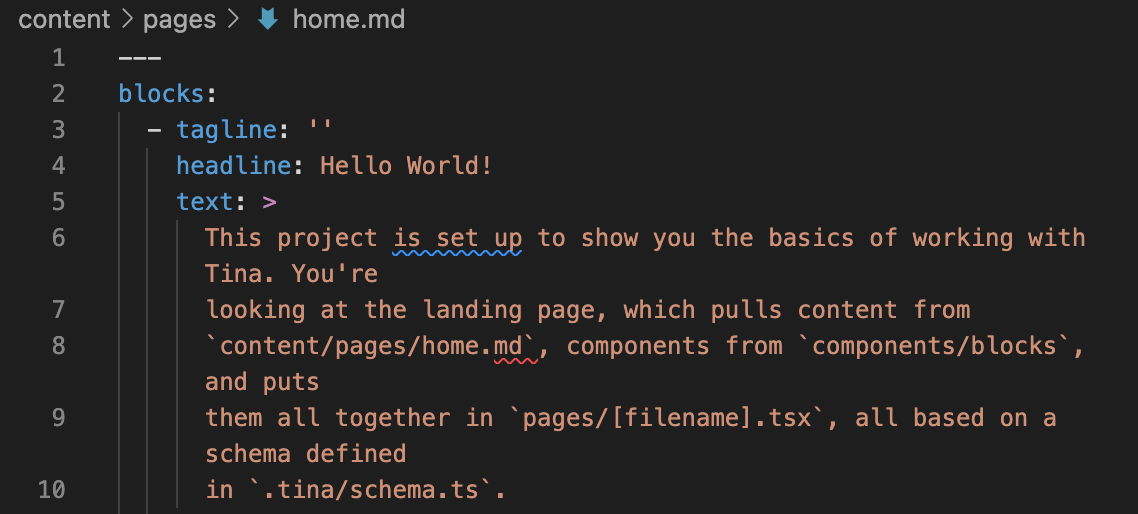 content > pages > home.md
1 ---
2 blocks:
3 - tagline: ''
4 headline: Hello World!
5 text: >
6 This project is set up to show you the basics of working with
Tina. You're
7 looking at the landing page, which pulls content from
8 `content/pages/home.md`, components from `components/blocks`,
and puts
9 them all together in `pages/[filename].tsx`, all based on a
schema defined
10 in `.tina/schema.ts`.